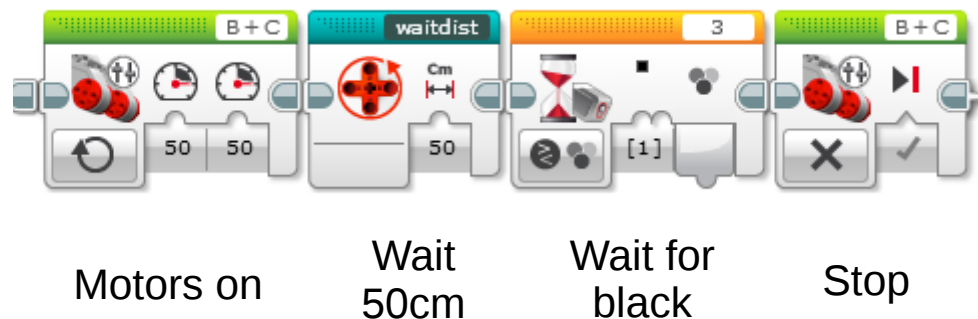 B + C
waitdist
3
B + C
Cm
50
50
50
[1]
Motors on
Wait
50cm
Wait for
black
Stop